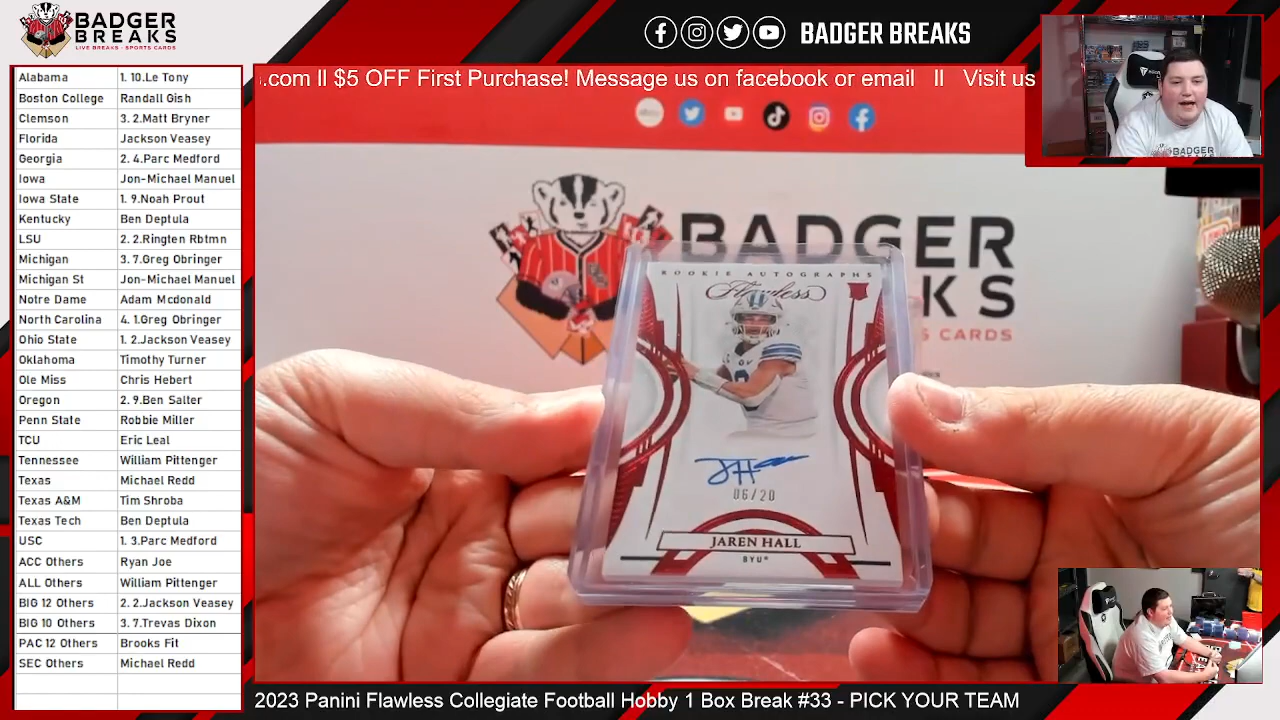 BADGER
BREAKS
LIVE BREAKS - SPORTS CARDS
BADGER BREAKS
.com ll $5 OFF First Purchase! Message us on facebook or email ll Visit us
Alabama 1. 10.Le Tony
Boston College Randall Gish
Clemson 3. 2.Matt Bryner
Florida Jackson Veasey
Georgia 2. 4.Parc Medford
Iowa Jon-Michael Manuel
Iowa State 1. 9.Noah Prout
Kentucky Ben Deptula
LSU 2. 2.Ringten Rbtmn
Michigan 3. 7.Greg Obringer
Michigan St Jon-Michael Manuel
Notre Dame Adam Mcdonald
North Carolina 4. 1.Greg Obringer
Ohio State 1. 2.Jackson Veasey
Oklahoma Timothy Turner
Ole Miss Chris Hebert
Oregon 2. 9.Ben Salter
Penn State Robbie Miller
TCU Eric Leal
Tennessee William Pittenger
Texas Michael Redd
Texas A&M Tim Shroba
Texas Tech Ben Deptula
USC 1. 3.Parc Medford
ACC Others Ryan Joe
ALL Others William Pittenger
BIG 12 Others 2. 2.Jackson Veasey
BIG 10 Others 3. 7.Trevas Dixon
PAC 12 Others Brooks Fit
SEC Others Michael Redd
BADGER
KS
CARDS
ROOKIE AUTOGRAPHS
Flawless
06/20
JAREN HALL
BYU
BADGER
2023 Panini Flawless Collegiate Football Hobby 1 Box Break #33 - PICK YOUR TEAM